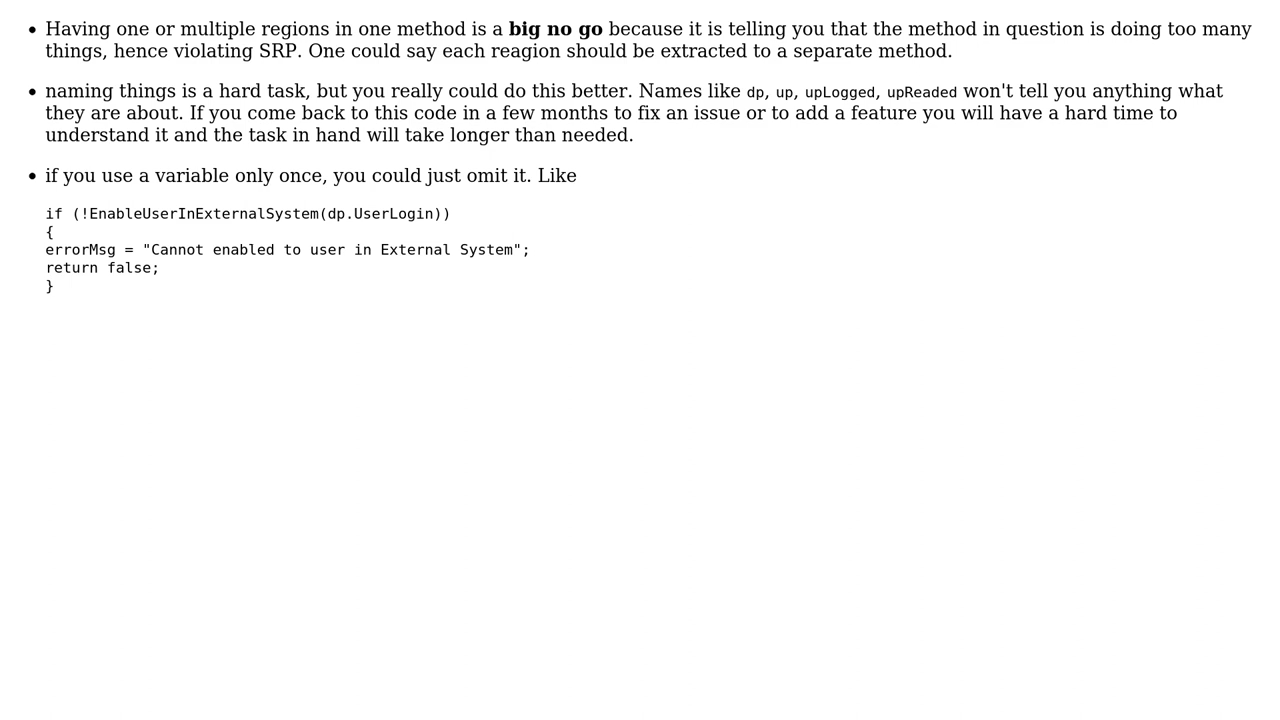 • Having one or multiple regions in one method is a big no go because it is telling you that the method in question is doing too many
things, hence violating SRP. One could say each reagion should be extracted to a separate method.
• naming things is a hard task, but you really could do this better. Names like dp, up, upLogged, upReaded won't tell you anything what
they are about. If you come back to this code in a few months to fix an issue or to add a feature you will have a hard time to
understand it and the task in hand will take longer than needed.
• if you use a variable only once, you could just omit it. Like
if (!EnableUserInExternalSystem(dp.UserLogin))
{
errorMsg = "Cannot enabled to user in External System";
return false;
}